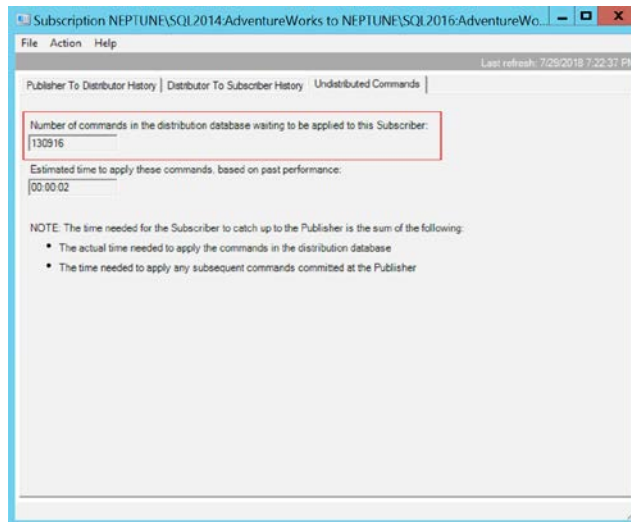 Subscription NEPTUNE\SQL2014:AdventureWorks to NEPTUNE\SQL2016:AdventureWo...
File Action Help
Last refresh: 7/29/2018 7:22:37 PM
Publisher To Distributor History Distributor To Subscriber History Undistributed Commands
Number of commands in the distribution database waiting to be applied to this Subscriber:
130916
Estimated time to apply these commands, based on past performance:
00:00:02
NOTE: The time needed for the Subscriber to catch up to the Publisher is the sum of the following:
• The actual time needed to apply the commands in the distribution database
• The time needed to apply any subsequent commands committed at the Publisher